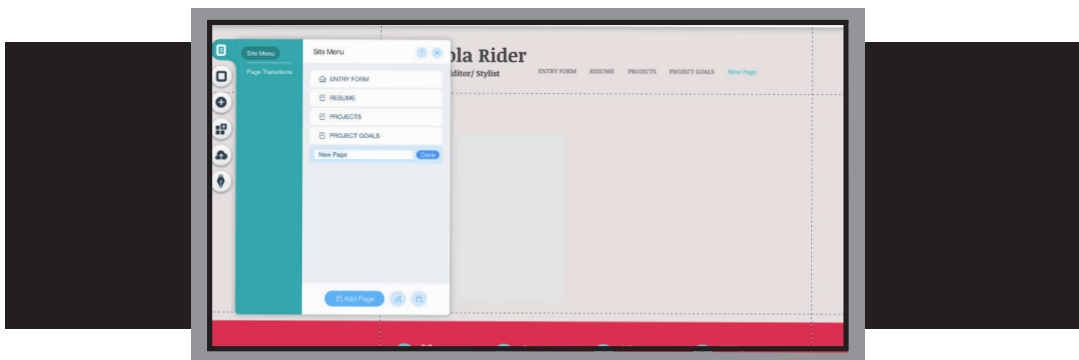 Site Menu
Page Transitions
Site Menu
?
ENTRY FORM
RESUME
PROJECTS
PROJECT GOALS
New Page
Done
Add Page
ola Rider
Editor/ Stylist
ENTRY FORM RESUME PROJECTS PROJECT GOALS New Page